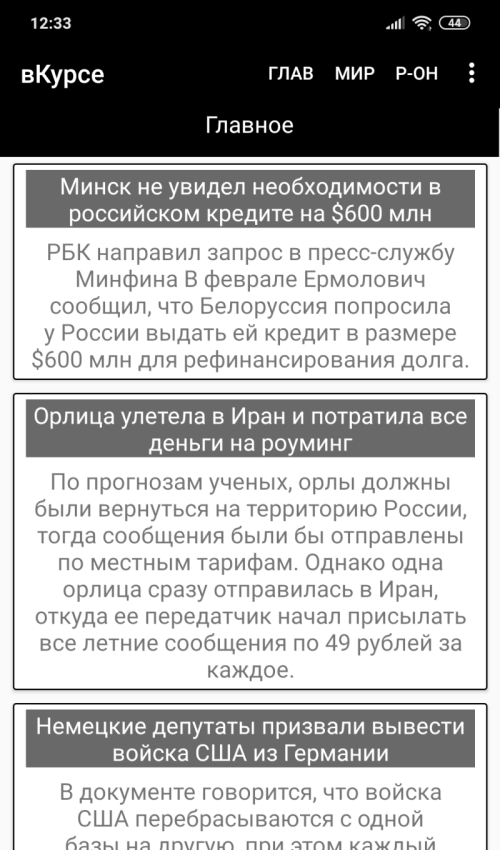 12:33
44
вКурсе
ГЛАВ МИР Р-ОН
Главное
Минск не увидел необходимости в
российском кредите на $600 млн
РБК направил запрос в пресс-службу
Минфина В феврале Ермолович
сообщил, что Белоруссия попросила
у России выдать ей кредит в размере
$600 млн для рефинансирования долга.
Орлица улетела в Иран и потратила все
деньги на роуминг
По прогнозам ученых, орлы должны
были вернуться на территорию России,
тогда сообщения были бы отправлены
по местным тарифам. Однако одна
орлица сразу отправилась в Иран,
откуда ее передатчик начал присылать
все летние сообщения по 49 рублей за
каждое.
Немецкие депутаты призвали вывести
войска США из Германии
В документе говорится, что войска
США перебрасываются с одной
базы на другую, при этом каждый